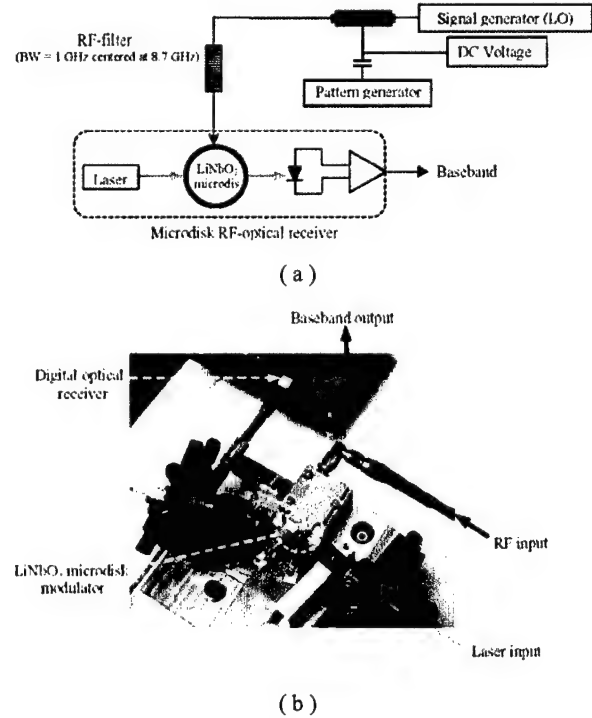 RF-filter
(BW = 1 GHz centered at 8.7 GHz)
Signal generator (LO)
DC Voltage
Pattern generator
Laser
LiNbO₃
microdis
Baseband
Microdisk RF-optical receiver
( a )
Baseband output
Digital optical
receiver
RF input
LiNbO₃ microdisk
modulator
Laser input
( b )